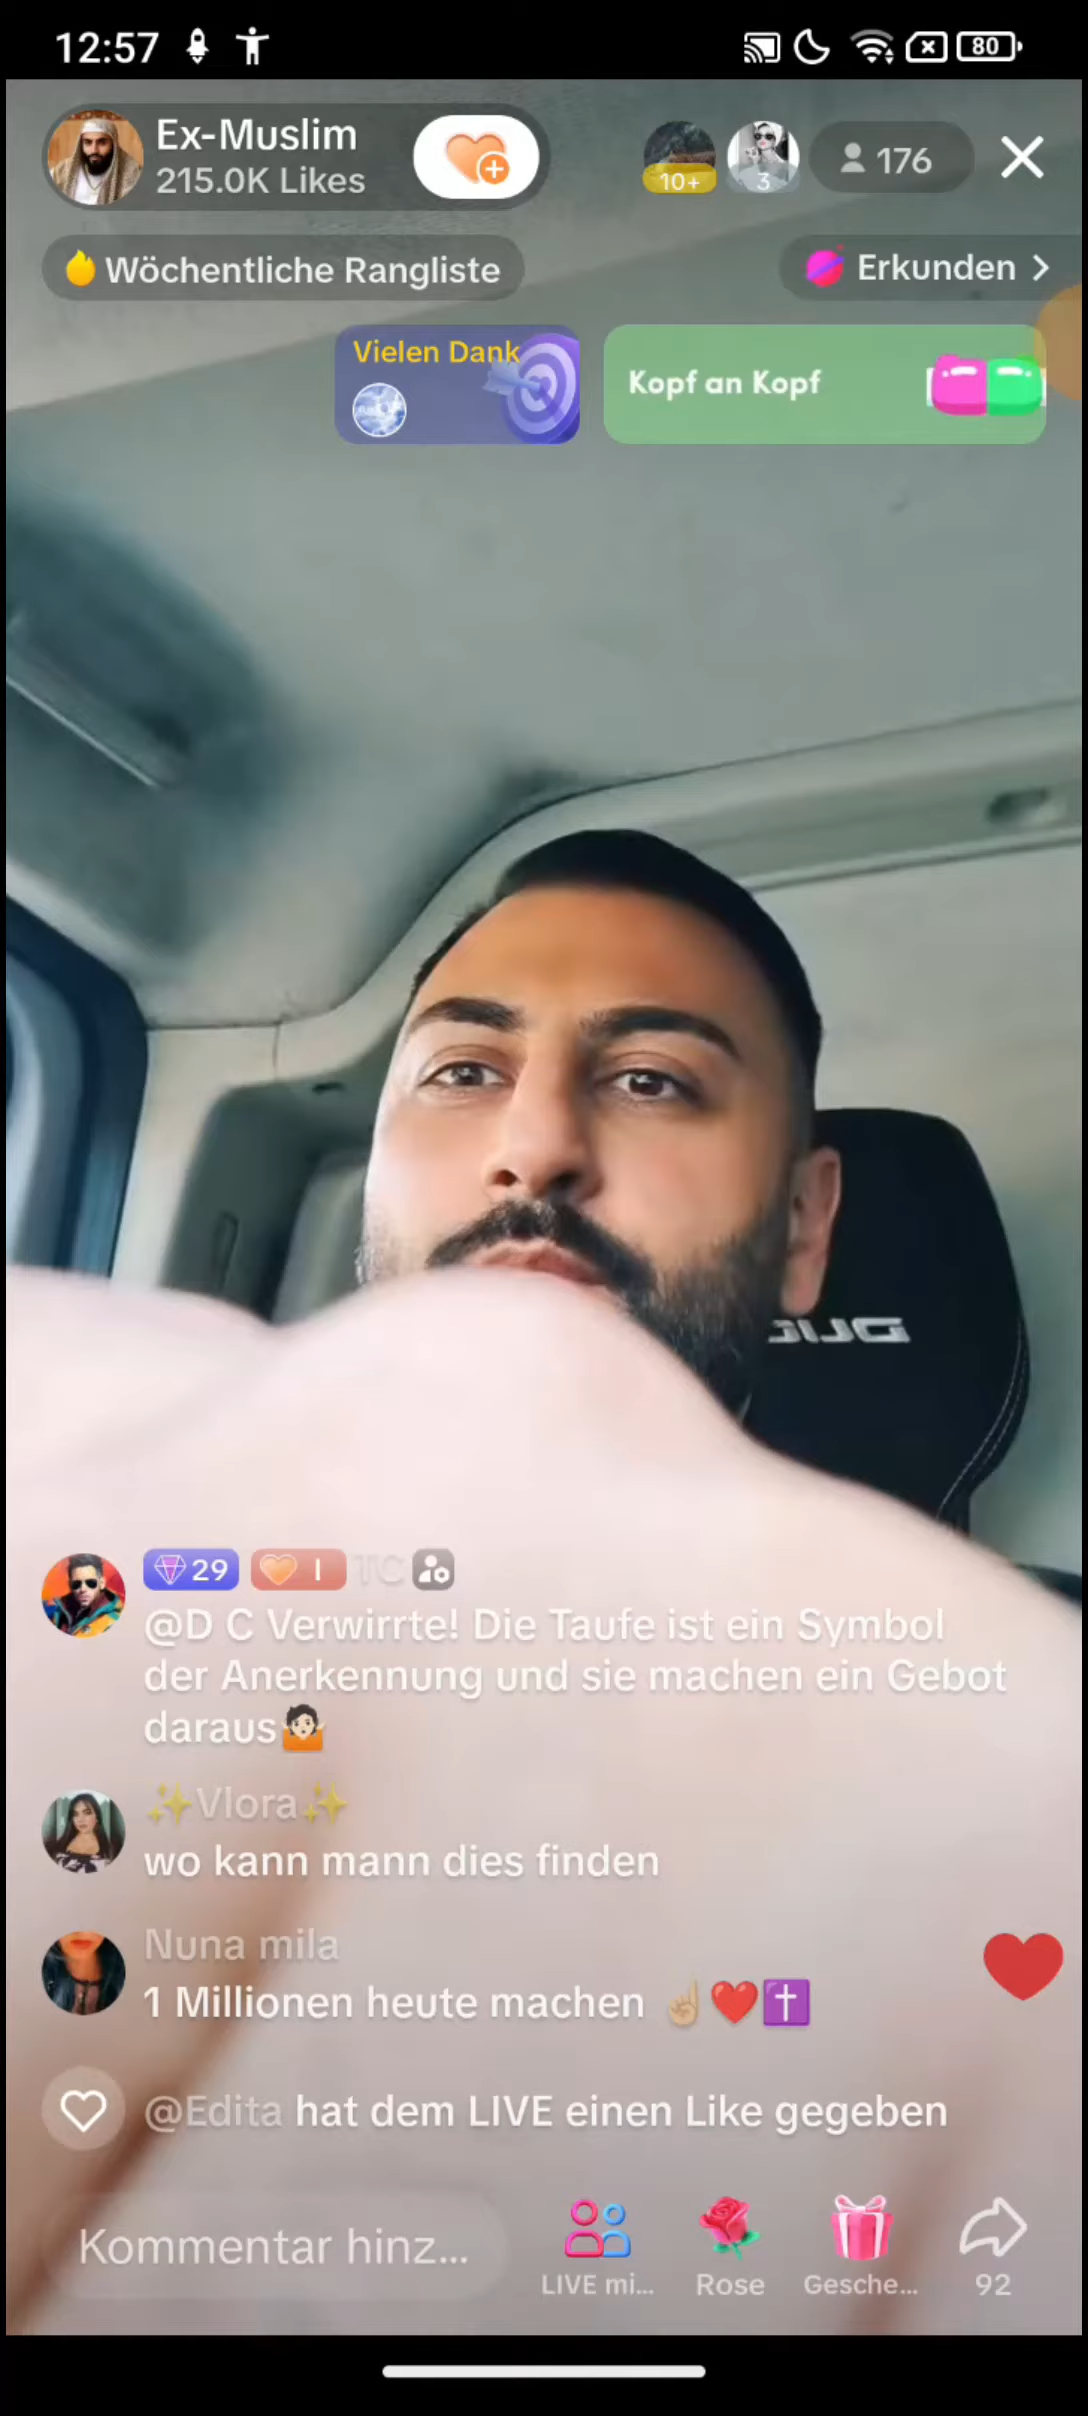 12:57
80
Ex-Muslim
215.0K Likes
10+
3
176
Wöchentliche Rangliste
Erkunden >
Vielen Dank
Kopf an Kopf
29
I
TC
@D C Verwirrte! Die Taufe ist ein Symbol
der Anerkennung und sie machen ein Gebot
daraus🤷🏻
✨Vlora✨
wo kann mann dies finden
Nuna mila
1 Millionen heute machen ☝🏼❤️✝️
@Edita hat dem LIVE einen Like gegeben
Kommentar hinz...
LIVE mi...
Rose
Gesche...
92